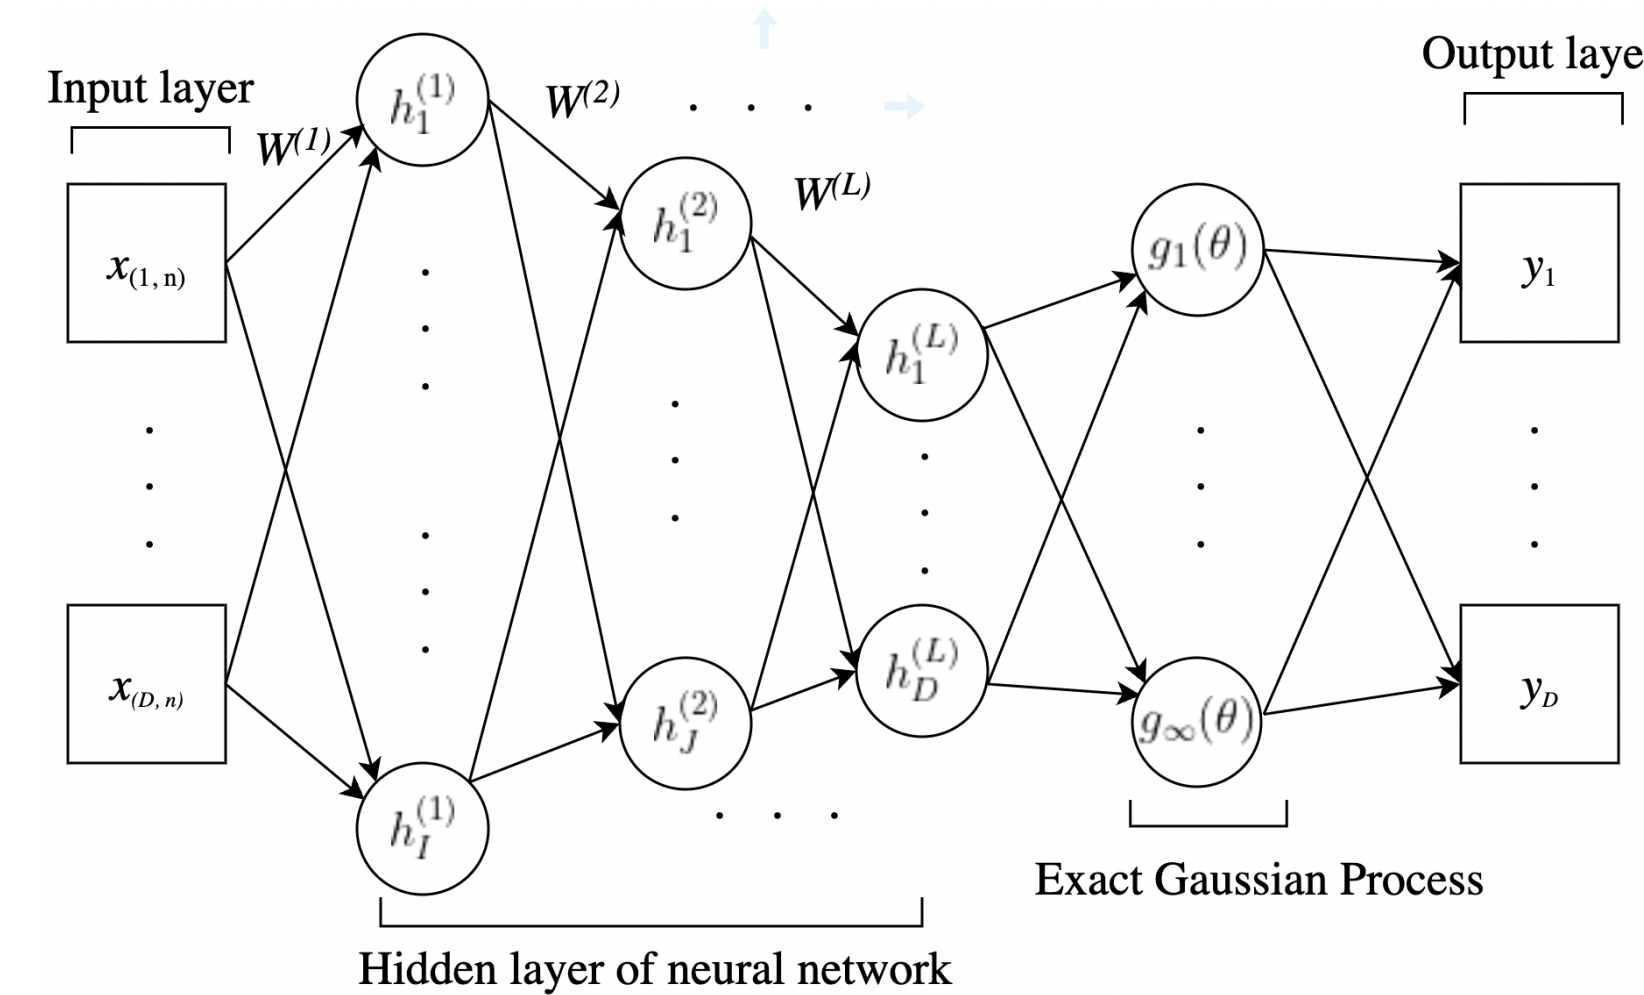 Input layer
Output laye
W(1)
W(2)
. . .
W(L)
h1(1)
h1(2)
h1(L)
g1(θ)
x(1, n)
y1
x(D, n)
yD
hI(1)
hJ(2)
hD(L)
g∞(θ)
. . .
Exact Gaussian Process
Hidden layer of neural network